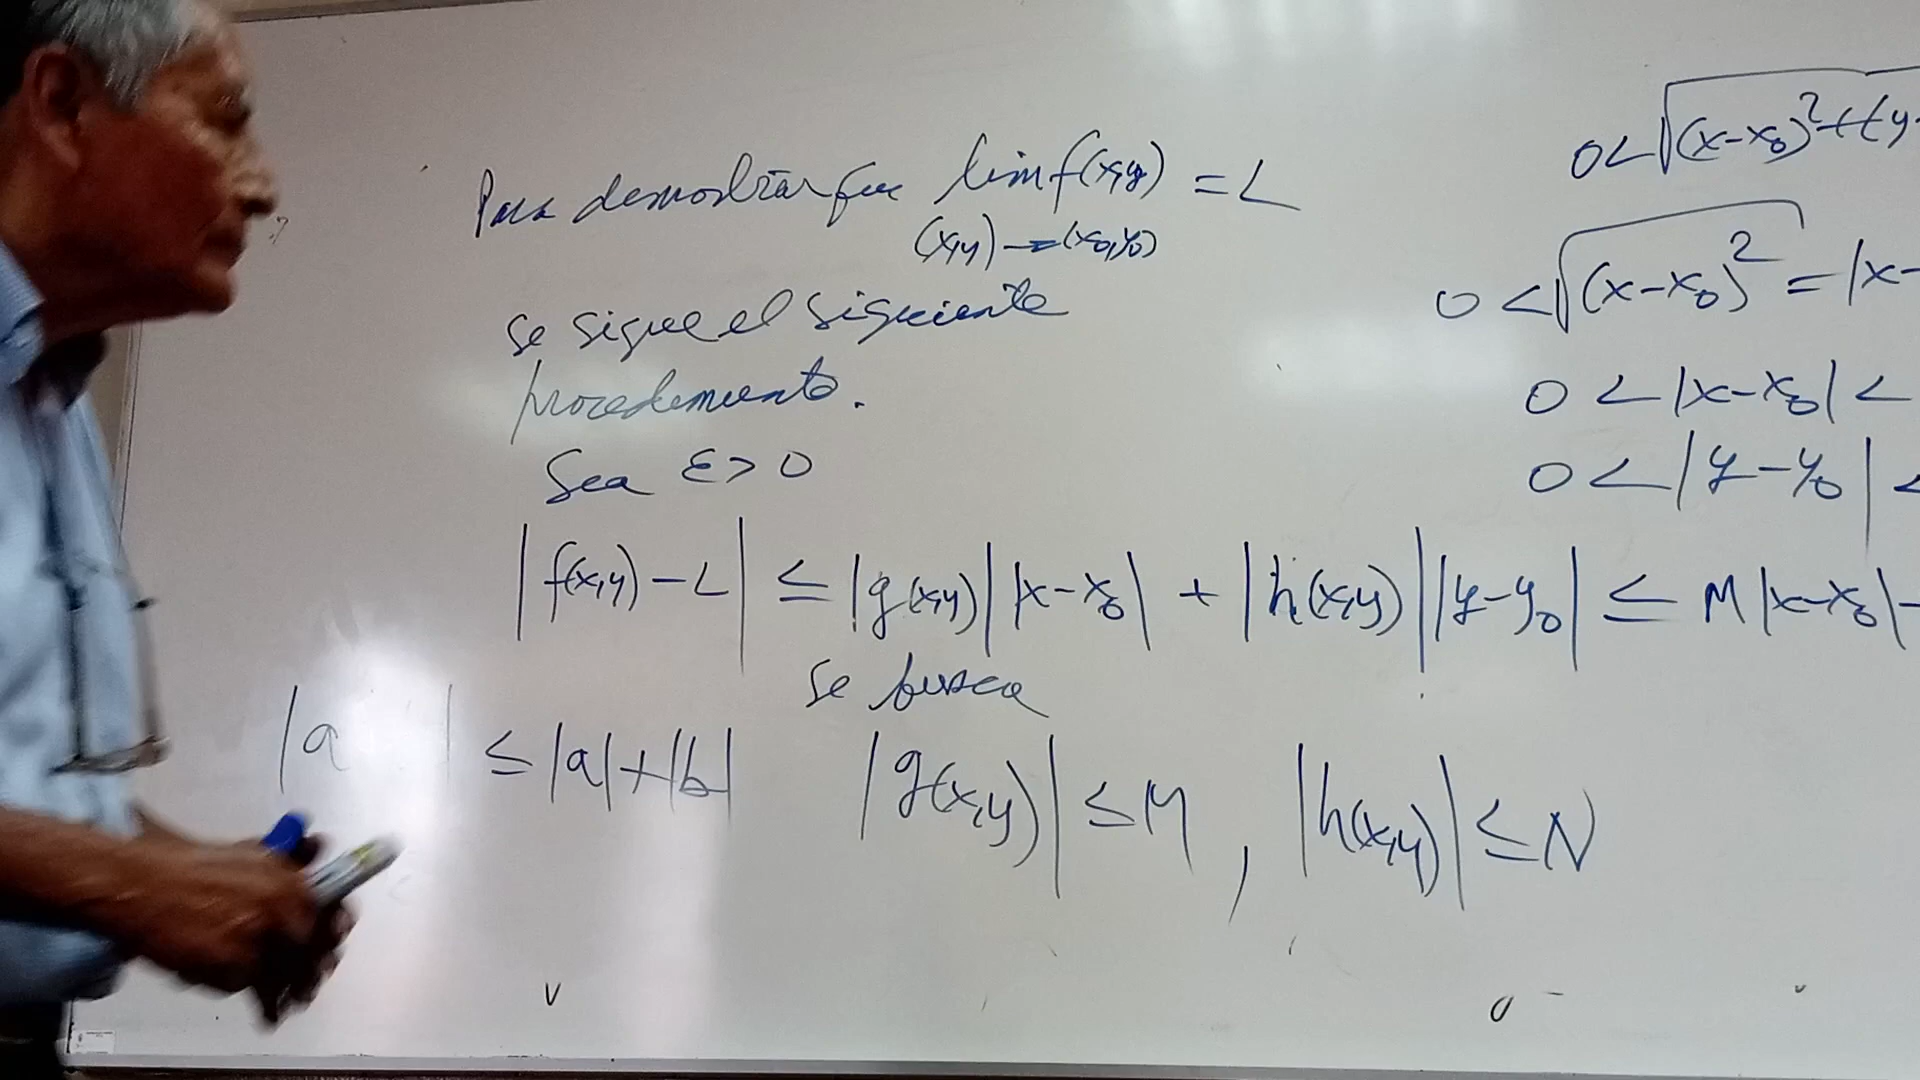 Para demostrar que lim f(x,y) = L
(x,y)→(x₀,y₀)
se sigue el siguiente
procedimiento.
Sea ε > 0
|f(x,y) - L| ≤ |g(x,y)| |x-x₀| + |h(x,y)| |y-y₀| ≤ M|x-x₀| -
se busca
|a | ≤ |a|+|b|
|g(x,y)| ≤ M , |h(x,y)| ≤ N
0<√(x-x₀)²+(y-
0 <√(x-x₀)² = |x-
0 < |x-x₀| <
0 < |y-y₀| <